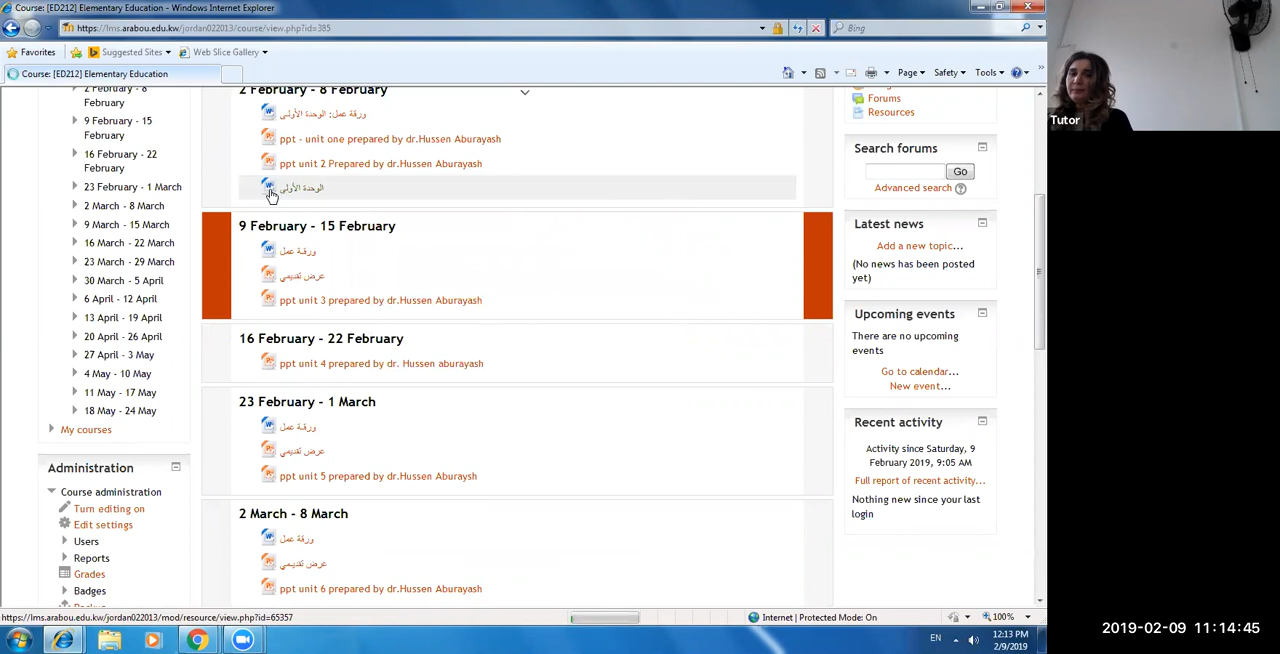 Course: [ED212] Elementary Education - Windows Internet Explorer
https://lms.arabou.edu.kw/jordan022013/course/view.php?id=385
Bing
Favorites
Suggested Sites
Web Slice Gallery
Course: [ED212] Elementary Education
Page
Safety
Tools
2 February - 8
February
9 February - 15
February
16 February - 22
February
23 February - 1 March
2 March - 8 March
9 March - 15 March
16 March - 22 March
23 March - 29 March
30 March - 5 April
6 April - 12 April
13 April - 19 April
20 April - 26 April
27 April - 3 May
4 May - 10 May
11 May - 17 May
18 May - 24 May
My courses
Administration
Course administration
Turn editing on
Edit settings
Users
Reports
Grades
Badges
2 February - 8 February
ورقة عمل: الوحدة الأولى
ppt - unit one prepared by dr.Hussen Aburayash
ppt unit 2 Prepared by dr.Hussen Aburayash
الوحدة الأولى
9 February - 15 February
ورقة عمل
عرض تقديمي
ppt unit 3 prepared by dr.Hussen Aburayash
16 February - 22 February
ppt unit 4 prepared by dr. Hussen aburayash
23 February - 1 March
ورقة عمل
عرض تقديمي
ppt unit 5 prepared by dr.Hussen Aburaysh
2 March - 8 March
ورقة عمل
عرض تقديمي
ppt unit 6 prepared by dr.Hussen Aburayash
Forums
Resources
Search forums
Go
Advanced search
Latest news
Add a new topic...
(No news has been posted
yet)
Upcoming events
There are no upcoming
events
Go to calendar...
New event...
Recent activity
Activity since Saturday, 9
February 2019, 9:05 AM
Full report of recent activity...
Nothing new since your last
login
https://lms.arabou.edu.kw/jordan022013/mod/resource/view.php?id=65357
Internet | Protected Mode: On
100%
EN
12:13 PM
2/9/2019
Tutor
2019-02-09 11:14:45